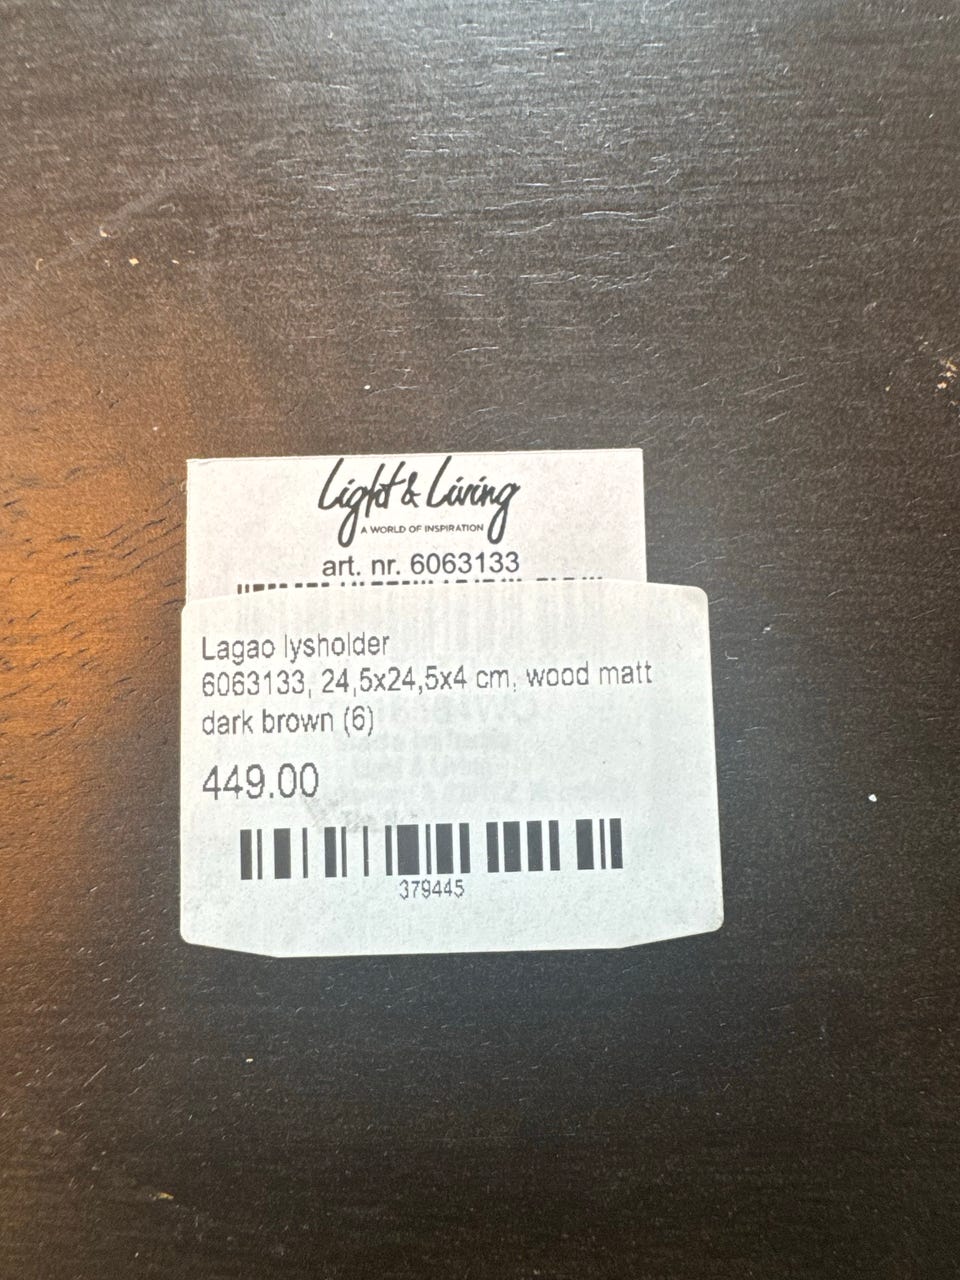 Light & Living
A WORLD OF INSPIRATION
art. nr. 6063133
Lagao lysholder
6063133, 24,5x24,5x4 cm, wood matt
dark brown (6)
449.00
379445